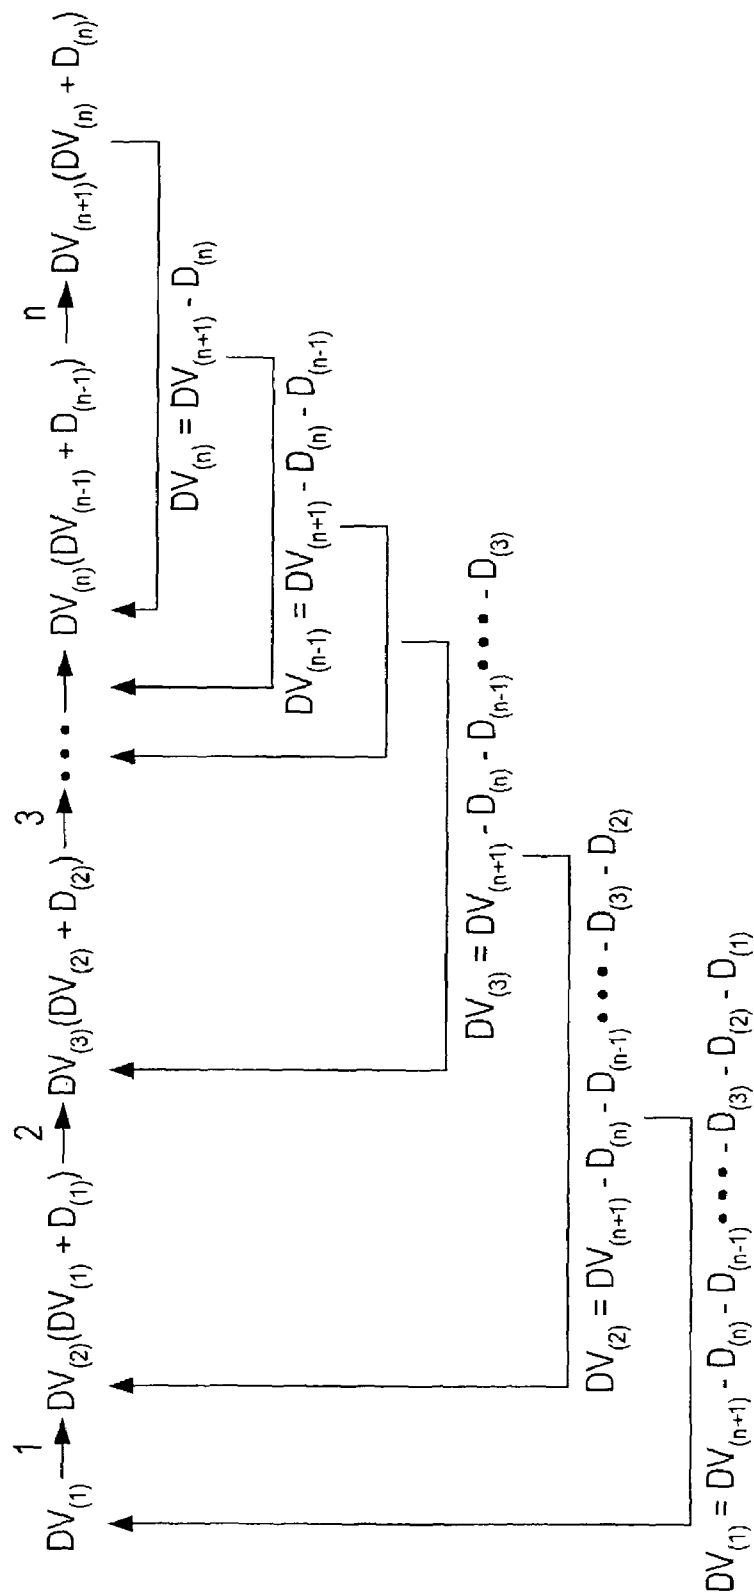 1 2 3 n
DV(1) → DV(2)(DV(1) + D(1)) → DV(3)(DV(2) + D(2)) → ••• → DV(n)(DV(n-1) + D(n-1)) → DV(n+1)(DV(n) + D(n))
DV(n) = DV(n+1) - D(n)
DV(n-1) = DV(n+1) - D(n) - D(n-1)
DV(3) = DV(n+1) - D(n) - D(n-1) •••• - D(3)
DV(2) = DV(n+1) - D(n) - D(n-1) •••• - D(3) - D(2)
DV(1) = DV(n+1) - D(n) - D(n-1) •••• - D(3) - D(2) - D(1)